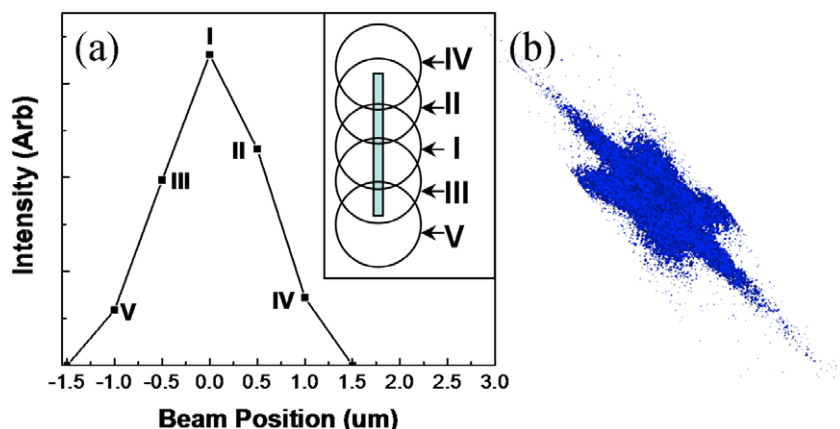 (a)
I
II
III
IV
V
IV
II
I
III
V
(b)
Intensity (Arb)
-1.5 -1.0 -0.5 0.0 0.5 1.0 1.5 2.0 2.5 3.0
Beam Position (um)